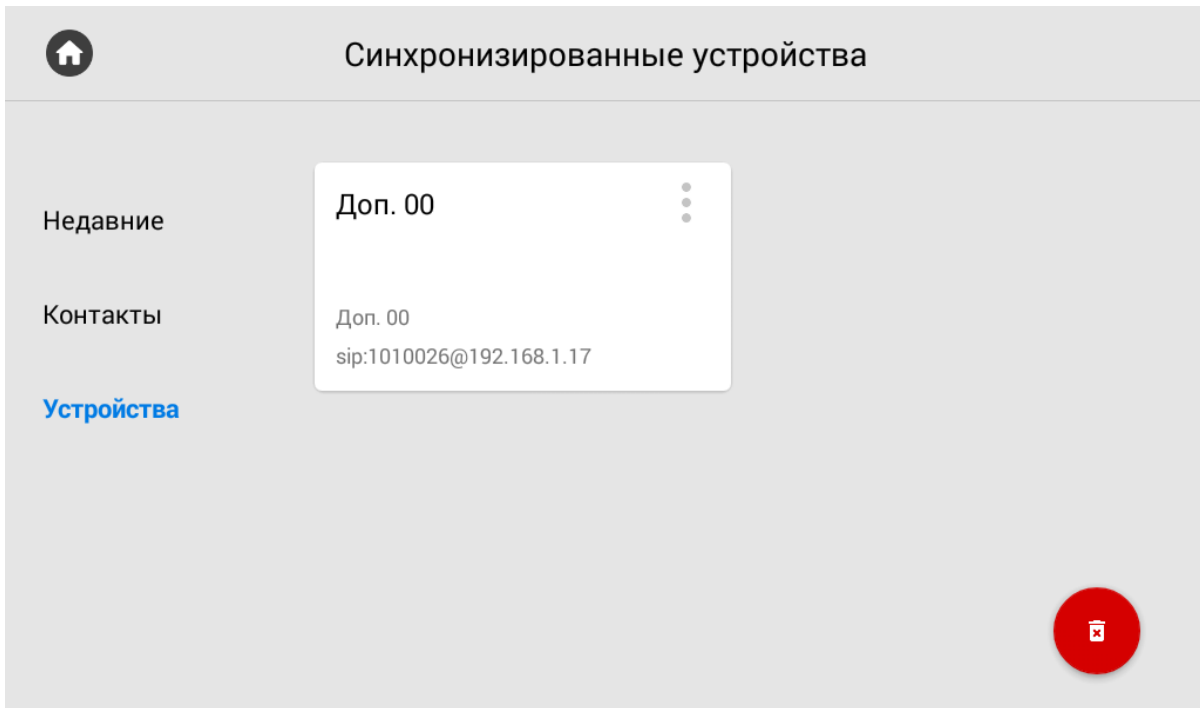 Синхронизированные устройства
Недавние
Контакты
Устройства
Доп. 00
Доп. 00
sip:1010026@192.168.1.17